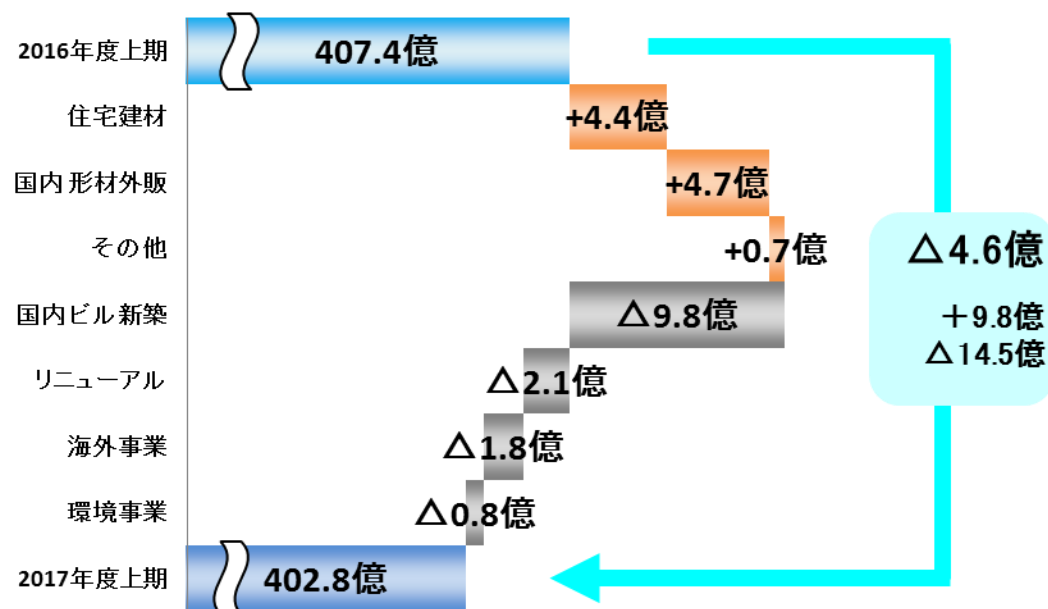 2016年度上期
407.4億
住宅建材
+4.4億
国内形材外販
+4.7億
その他
+0.7億
△4.6億
国内ビル新築
△9.8億
＋9.8億
△14.5億
リニューアル
△2.1億
海外事業
△1.8億
環境事業
△0.8億
2017年度上期
402.8億